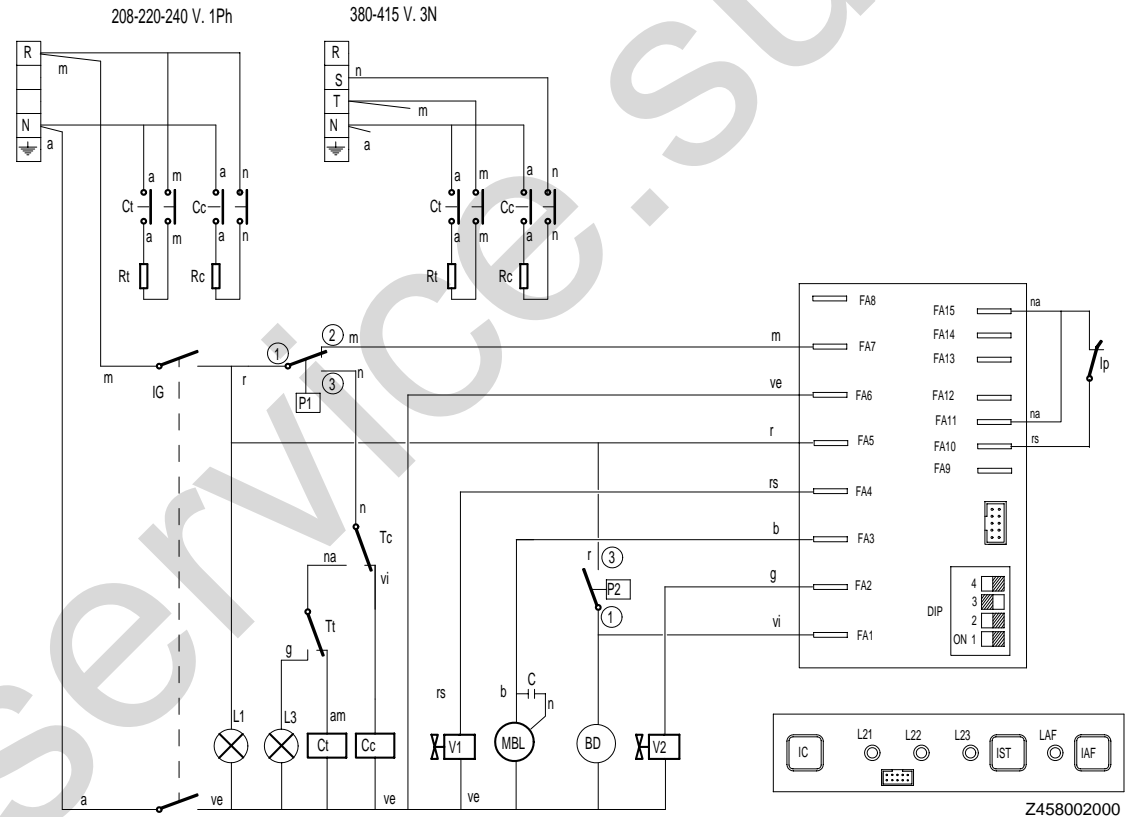 208-220-240 V. 1Ph 380-415 V. 3N
R R
m S n
T m
N N
a a
a m a n a m a n
Ct Cc Ct Cc
a m a n a m a n
Rt Rc Rt Rc
FA8 FA15 na
2 m m FA7 FA14
1 FA13 Ip
m IG r 3 n ve FA6 FA12
P1 FA11 na
r FA5 FA10 rs
FA9
rs FA4
n
Tc b FA3
na r 3
vi P2 g FA2 4
3
Tt 1 DIP 2
g vi FA1 ON 1
C
rs b n
L1 L3 am
Ct Cc V1 MBL BD V2
L21 L22 L23 LAF
IC IST IAF
a ve ve ve
Z458002000
service.su